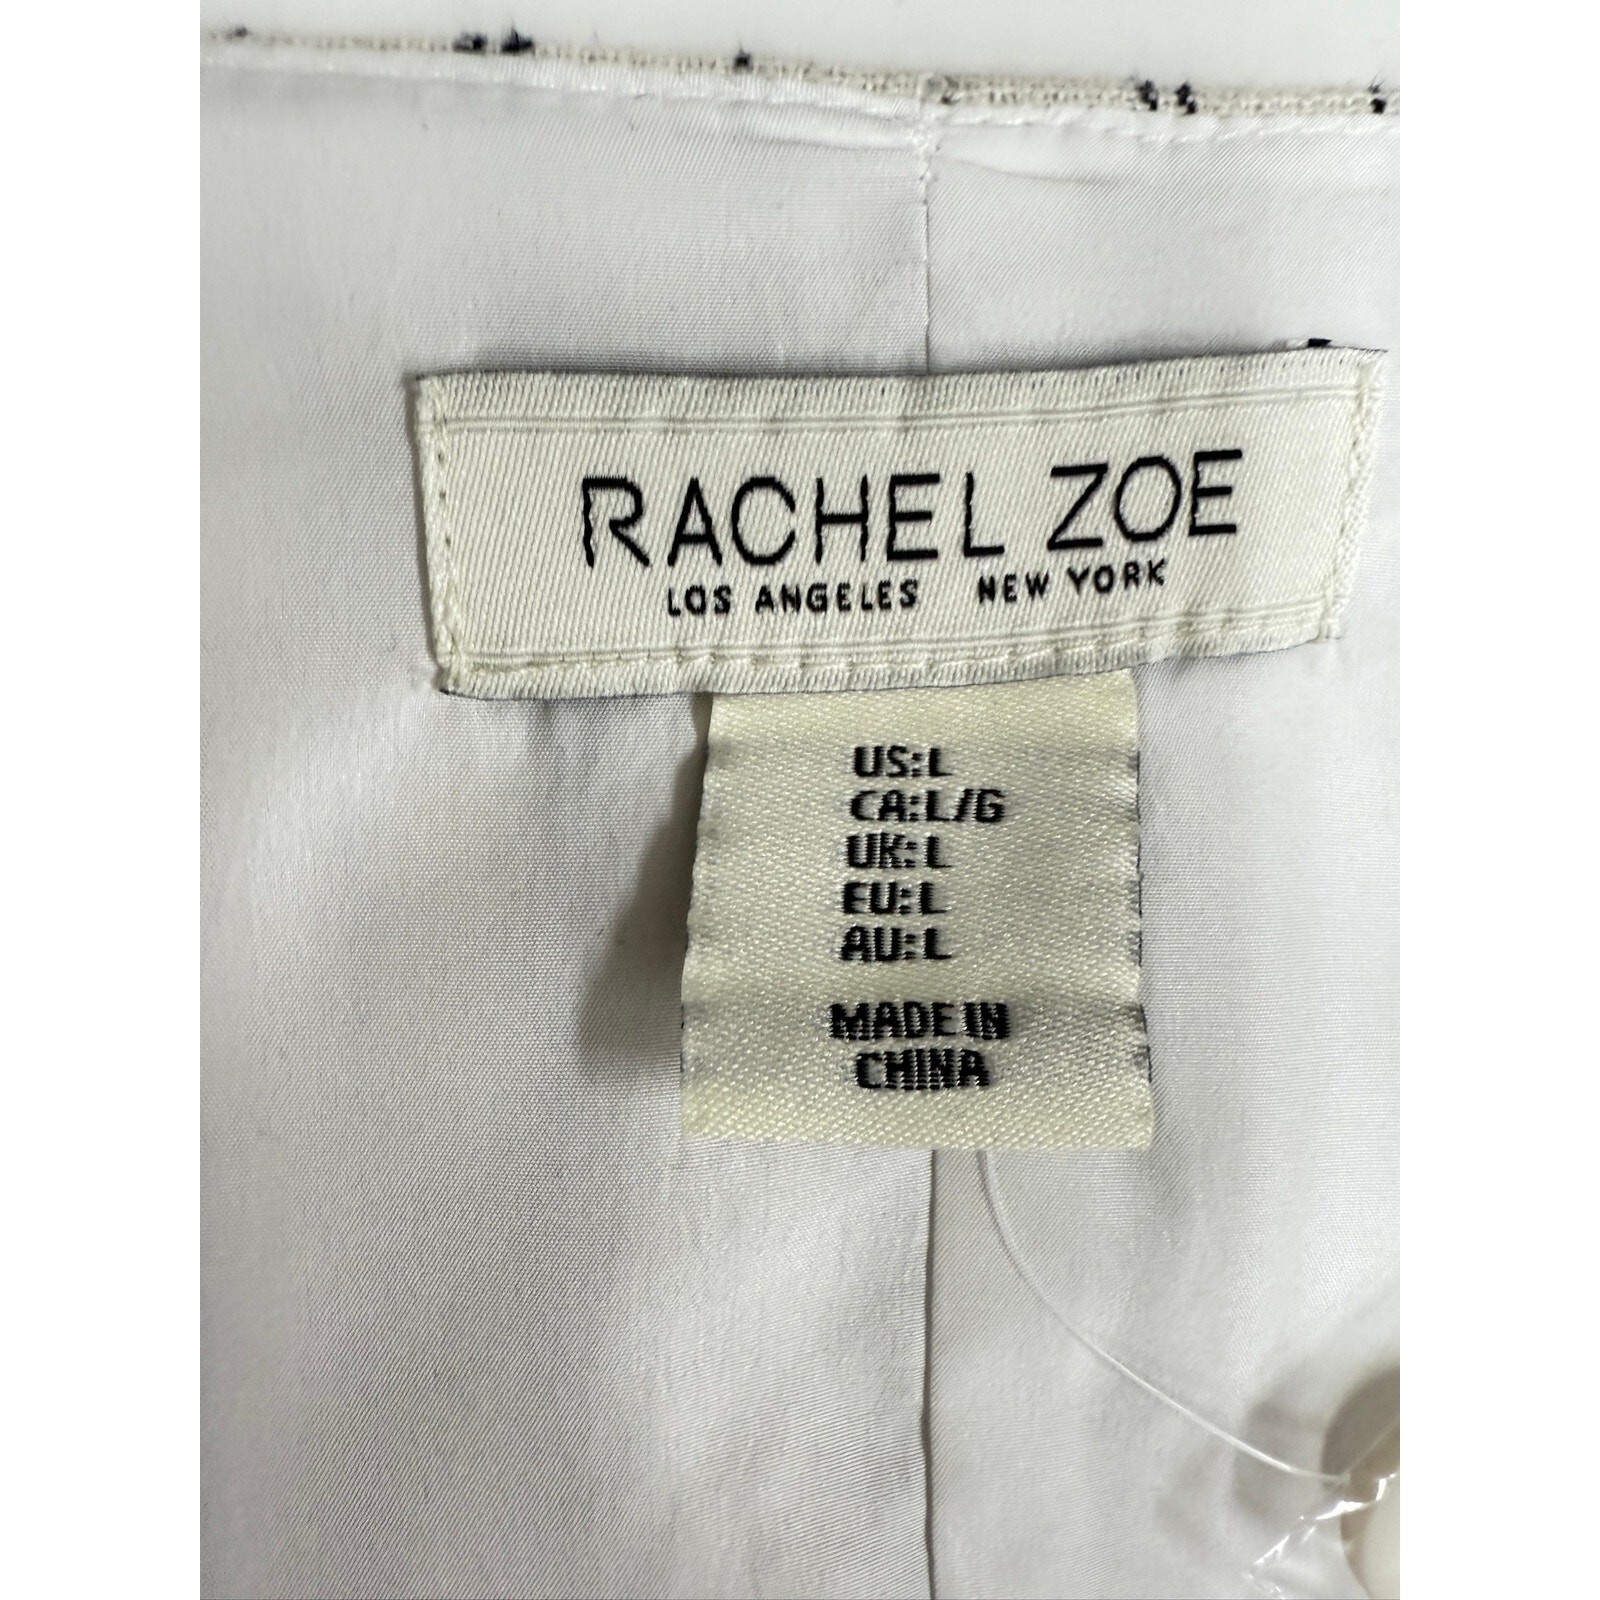 RACHEL ZOE
LOS ANGELES NEW YORK
US:L
CA:L/G
UK:L
EU:L
AU:L
MADE IN
CHINA